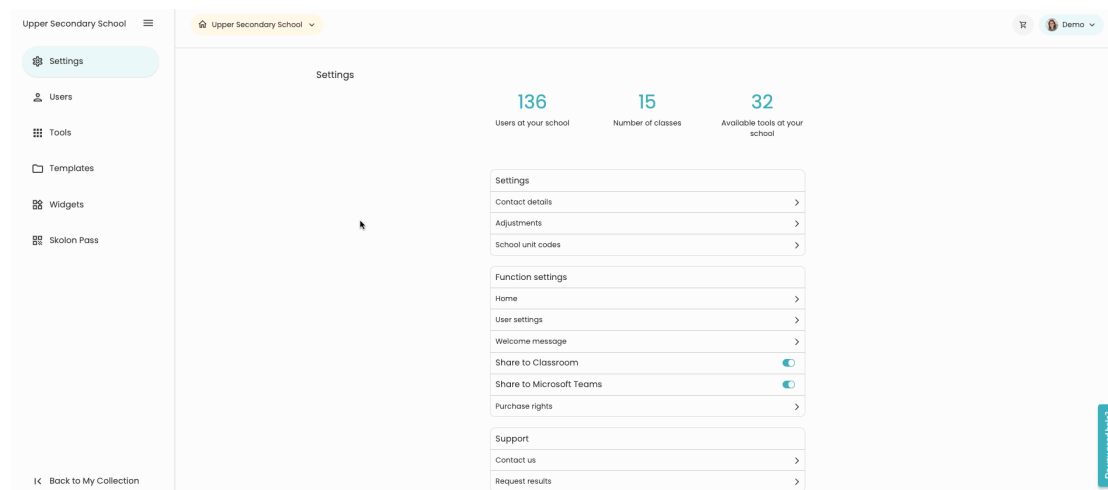 Upper Secondary School
Upper Secondary School
Demo
Settings
Users
Tools
Templates
Widgets
Skolon Pass
Back to My Collection
Settings
136
Users at your school
15
Number of classes
32
Available tools at your
school
Settings
Contact details
Adjustments
School unit codes
Function settings
Home
User settings
Welcome message
Share to Classroom
Share to Microsoft Teams
Purchase rights
Support
Contact us
Request results